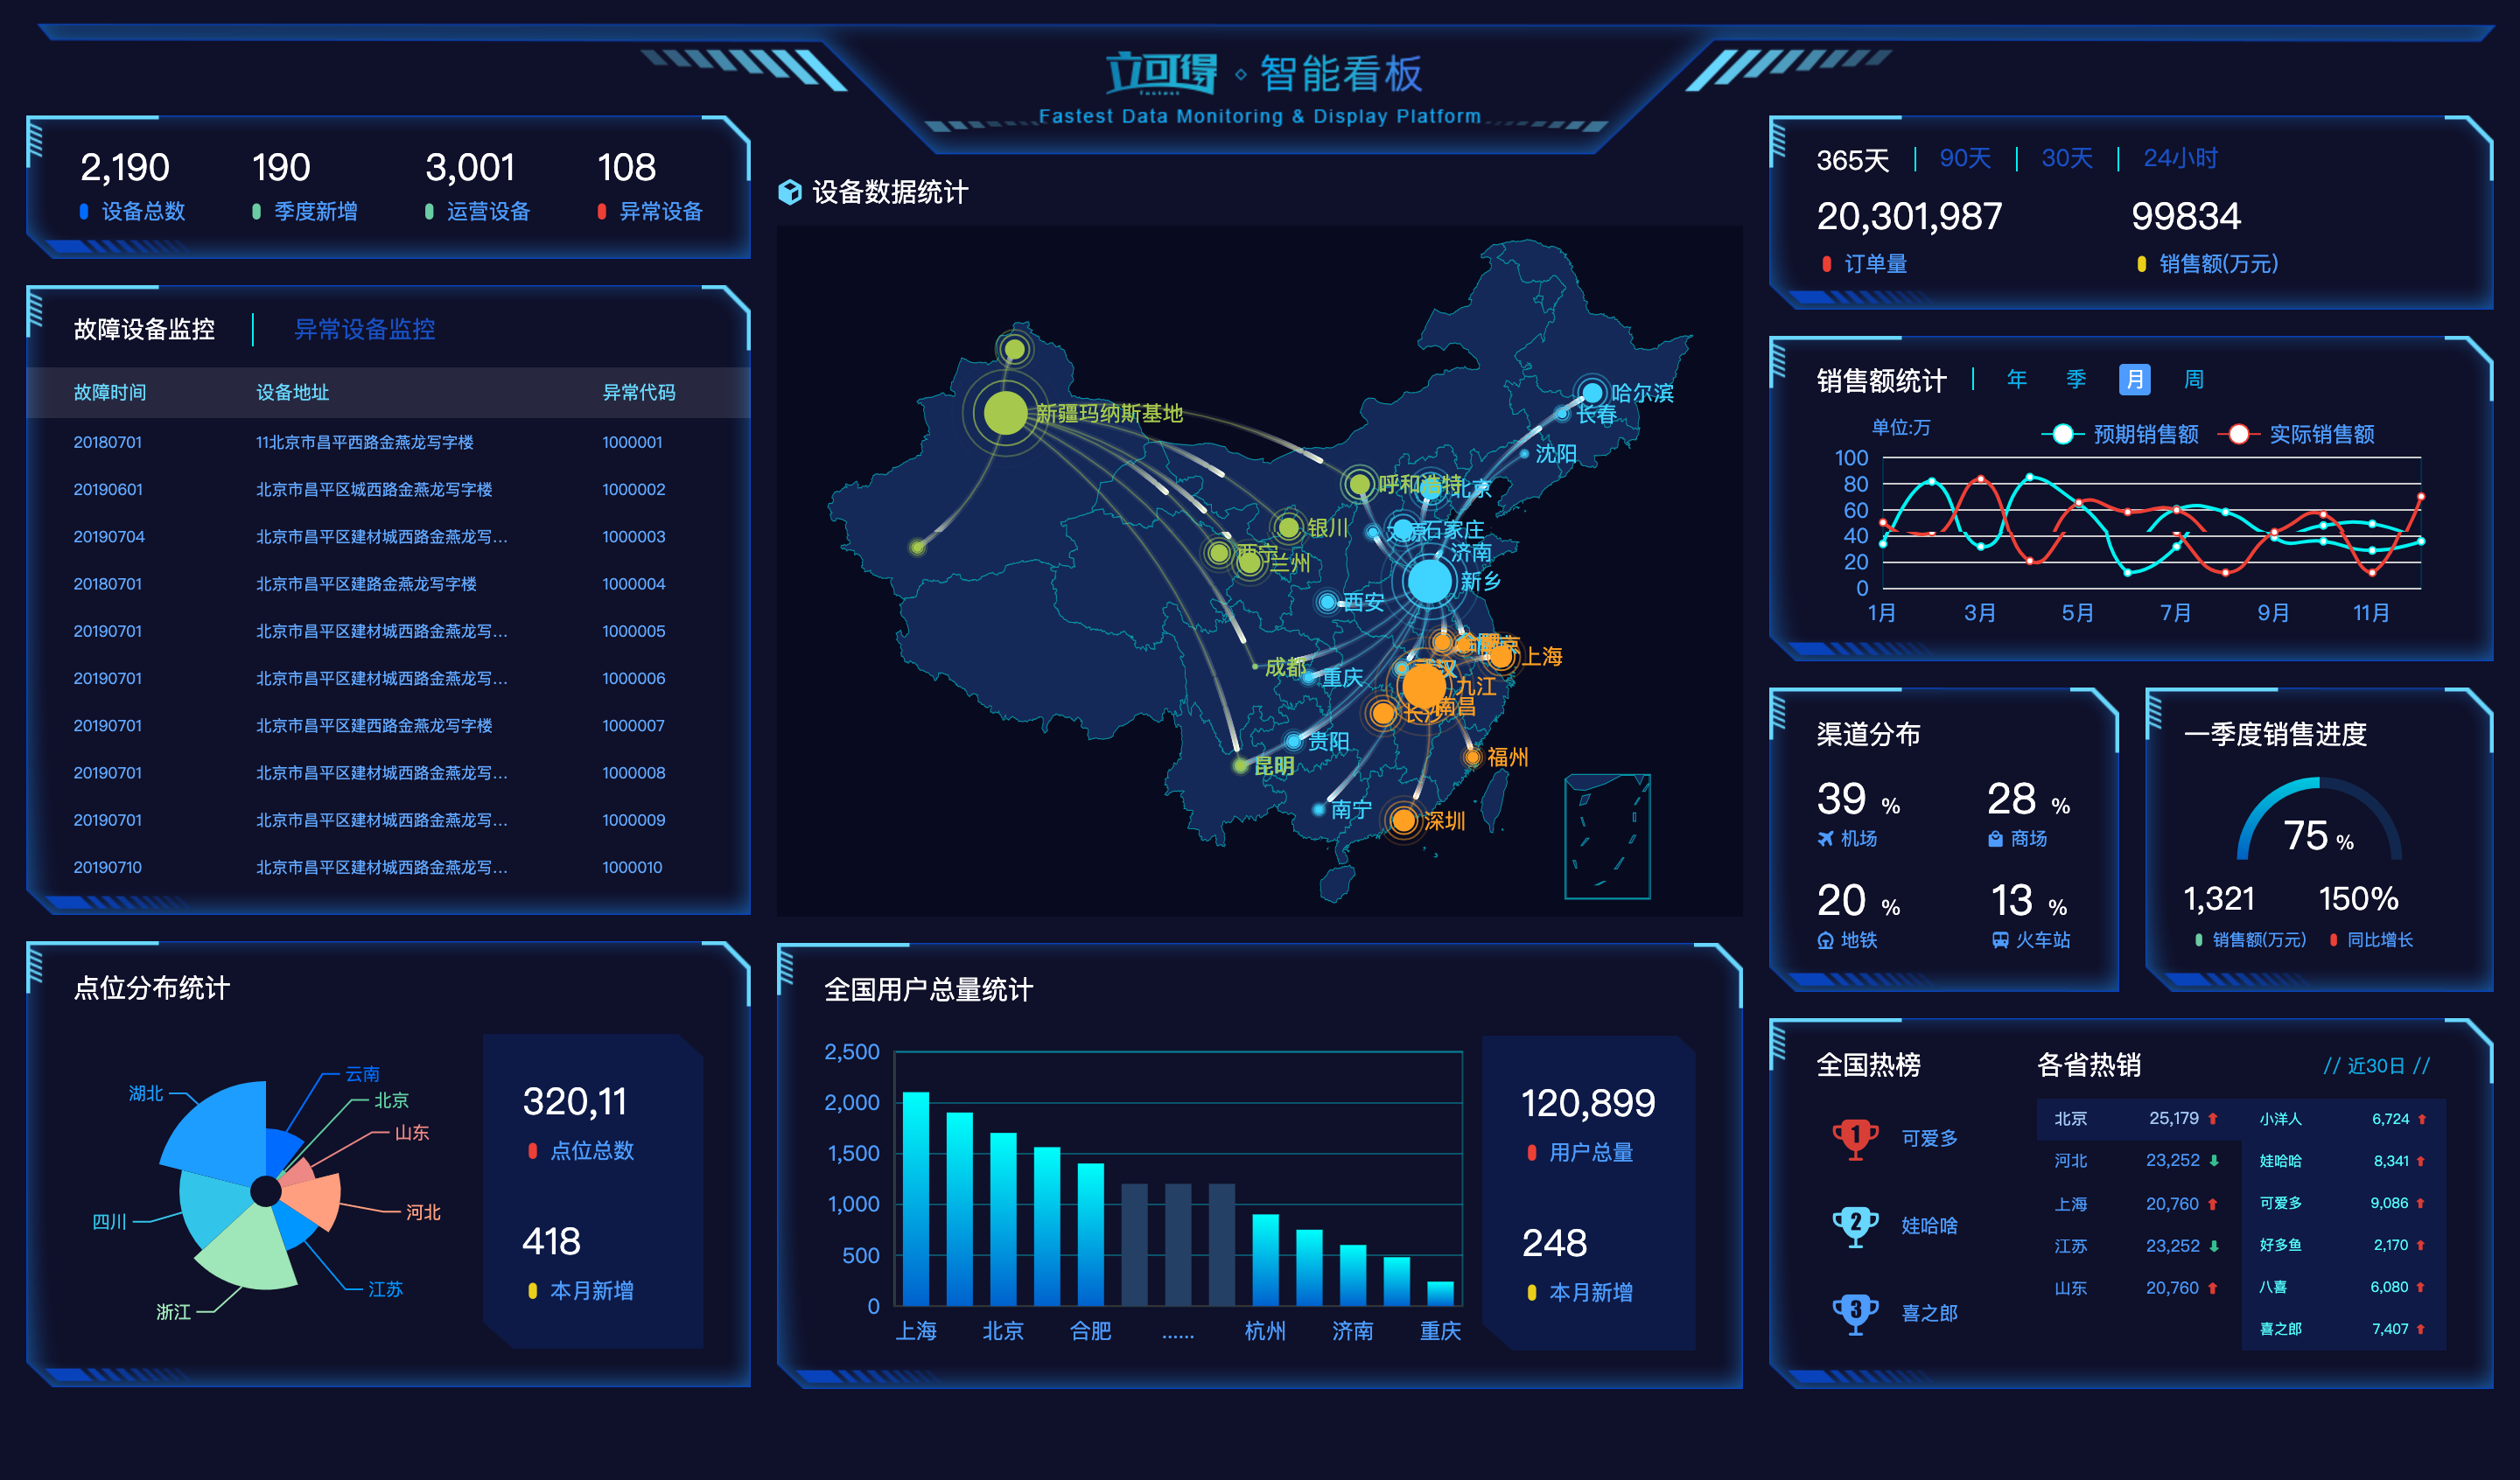 立可得 ◇ 智能看板
Fastest
Fastest Data Monitoring & Display Platform
2,190 190 3,001 108
设备总数 季度新增 运营设备 异常设备
故障设备监控 异常设备监控
故障时间 设备地址 异常代码
20180701 11北京市昌平西路金燕龙写字楼 1000001
20190601 北京市昌平区城西路金燕龙写字楼 1000002
20190704 北京市昌平区建材城西路金燕龙写... 1000003
20180701 北京市昌平区建路金燕龙写字楼 1000004
20190701 北京市昌平区建材城西路金燕龙写... 1000005
20190701 北京市昌平区建材城西路金燕龙写... 1000006
20190701 北京市昌平区建西路金燕龙写字楼 1000007
20190701 北京市昌平区建材城西路金燕龙写... 1000008
20190701 北京市昌平区建材城西路金燕龙写... 1000009
20190710 北京市昌平区建材城西路金燕龙写... 1000010
点位分布统计
云南
北京
山东
河北
江苏
浙江
四川
湖北
320,11
点位总数
418
本月新增
设备数据统计
新疆玛纳斯基地
哈尔滨
长春
沈阳
呼和浩特
北京
银川
太原
石家庄
西宁
兰州
济南
新乡
西安
上海
成都
重庆
武汉
九江
长沙
南昌
贵阳
昆明
福州
南宁
深圳
全国用户总量统计
2,500
2,000
1,500
1,000
500
0
上海 北京 合肥 ...... 杭州 济南 重庆
120,899
用户总量
248
本月新增
365天 90天 30天 24小时
20,301,987 99834
订单量 销售额(万元)
销售额统计 年 季 月 周
单位:万 预期销售额 实际销售额
100
80
60
40
20
0
1月 3月 5月 7月 9月 11月
渠道分布
39 % 28 %
机场 商场
20 % 13 %
地铁 火车站
一季度销售进度
75 %
1,321 150%
销售额(万元) 同比增长
全国热榜
1 可爱多
2 娃哈啥
3 喜之郎
各省热销 // 近30日 //
北京 25,179
河北 23,252
上海 20,760
江苏 23,252
山东 20,760
小洋人 6,724
娃哈哈 8,341
可爱多 9,086
好多鱼 2,170
八喜 6,080
喜之郎 7,407